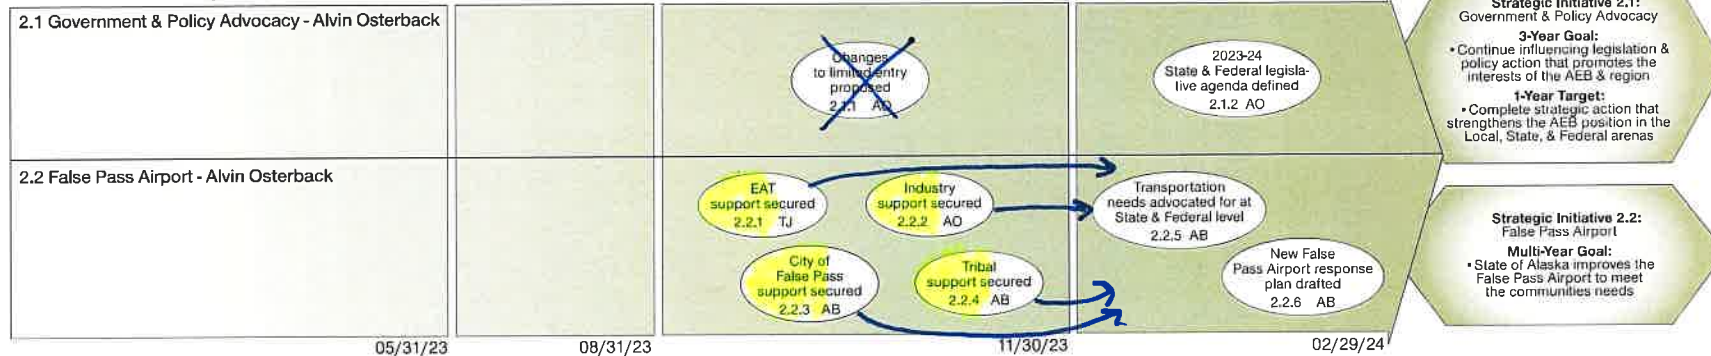 2.1 Government & Policy Advocacy - Alvin Osterback
Changes
to limited entry
proposed
2.1.1 AO
2023-24
State & Federal legisla-
tive agenda defined
2.1.2 AO
Strategic Initiative 2.1:
Government & Policy Advocacy
3-Year Goal:
• Continue influencing legislation &
policy action that promotes the
interests of the AEB & region
1-Year Target:
• Complete strategic action that
strengthens the AEB position in the
Local, State, & Federal arenas
2.2 False Pass Airport - Alvin Osterback
EAT
support secured
2.2.1 TJ
Industry
support secured
2.2.2 AO
City of
False Pass
support secured
2.2.3 AB
Tribal
support secured
2.2.4 AB
Transportation
needs advocated for at
State & Federal level
2.2.5 AB
New False
Pass Airport response
plan drafted
2.2.6 AB
Strategic Initiative 2.2:
False Pass Airport
Multi-Year Goal:
• State of Alaska improves the
False Pass Airport to meet
the communities needs
05/31/23
08/31/23
11/30/23
02/29/24